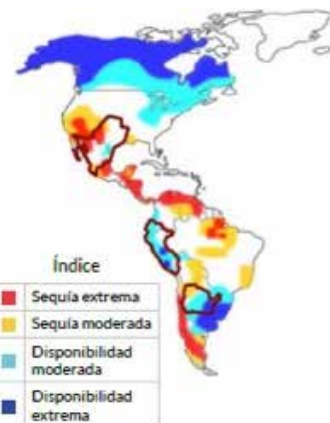 Índice
Sequía extrema
Sequía moderada
Disponibilidad
moderada
Disponibilidad
extrema